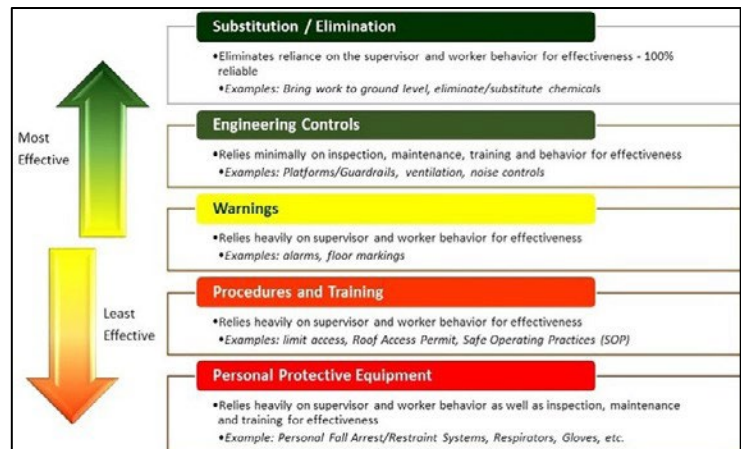 Substitution / Elimination
•Eliminates reliance on the supervisor and worker behavior for effectiveness - 100%
reliable
•Examples: Bring work to ground level, eliminate/substitute chemicals
Most
Effective
Engineering Controls
•Relies minimally on inspection, maintenance, training and behavior for effectiveness
•Examples: Platforms/Guardrails, ventilation, noise controls
Warnings
•Relies heavily on supervisor and worker behavior for effectiveness
•Examples: alarms, floor markings
Least
Effective
Procedures and Training
•Relies heavily on supervisor and worker behavior for effectiveness
•Examples: limit access, Roof Access Permit, Safe Operating Practices (SOP)
Personal Protective Equipment
•Relies heavily on supervisor and worker behavior as well as inspection, maintenance
and training for effectiveness
•Example: Personal Fall Arrest/Restraint Systems, Respirators, Gloves, etc.